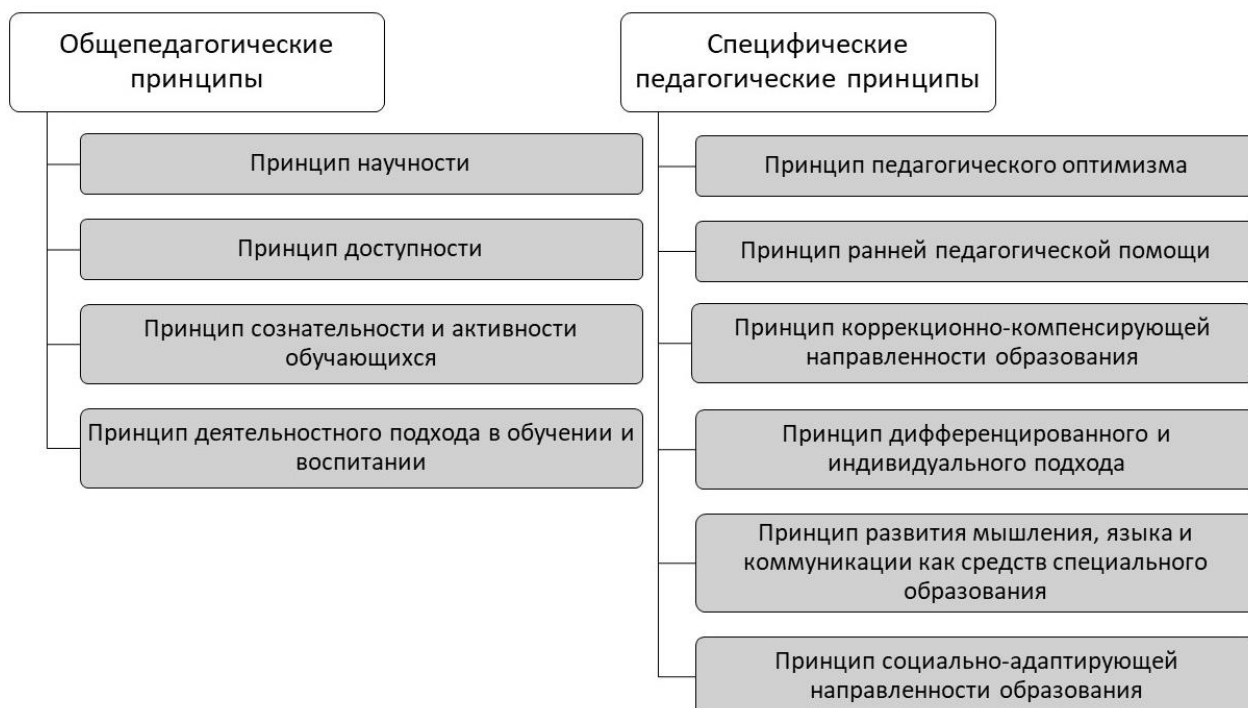 Общепедагогические
принципы
Принцип научности
Принцип доступности
Принцип сознательности и активности
обучающихся
Принцип деятельностного подхода в обучении и
воспитании
Специфические
педагогические принципы
Принцип педагогического оптимизма
Принцип ранней педагогической помощи
Принцип коррекционно-компенсирующей
направленности образования
Принцип дифференцированного и
индивидуального подхода
Принцип развития мышления, языка и
коммуникации как средств специального
образования
Принцип социально-адаптирующей
направленности образования